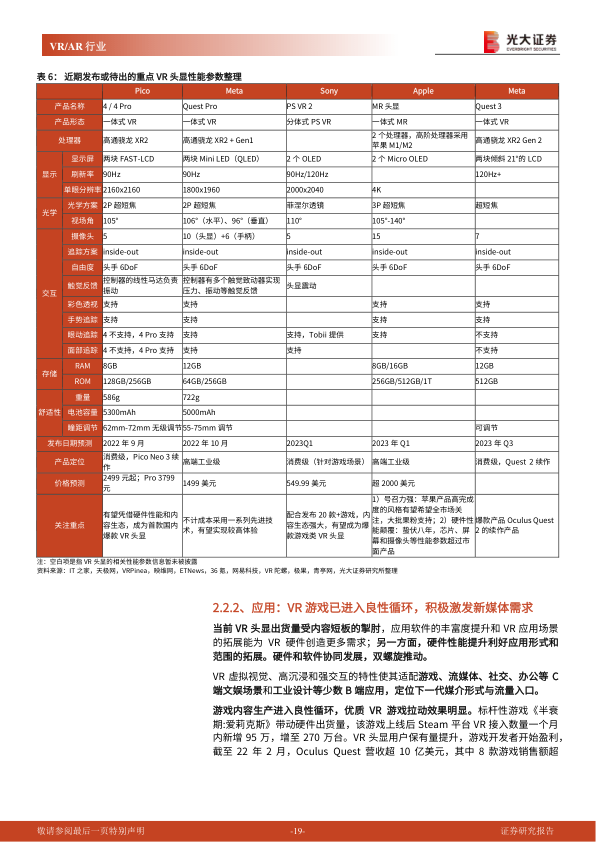 VR/AR 行业
光大证券
EVERBRIGHT SECURITIES
表 6： 近期发布或待出的重点 VR 头显性能参数整理
Pico Meta Sony Apple Meta
产品名称 4 / 4 Pro Quest Pro PS VR 2 MR 头显 Quest 3
产品形态 一体式 VR 一体式 VR 分体式 PS VR 一体式 MR 一体式 VR
处理器 高通骁龙 XR2 高通骁龙 XR2 + Gen1 2 个处理器，高阶处理器采用苹果 M1/M2 高通骁龙 XR2 Gen 2
显示 显示屏 两块 FAST-LCD 两块 Mini LED（QLED） 2 个 OLED 2 个 Micro OLED 两块倾斜 21°的 LCD
刷新率 90Hz 90Hz 90Hz/120Hz 120Hz+
单眼分辨率 2160x2160 1800x1960 2000x2040 4K
光学 光学方案 2P 超短焦 2P 超短焦 菲涅尔透镜 3P 超短焦 超短焦
视场角 105° 106°（水平）、96°（垂直） 110° 105°-140°
交互 摄像头 5 10（头显）+6（手柄） 5 15 7
追踪方案 inside-out inside-out inside-out inside-out inside-out
自由度 头手 6DoF 头手 6DoF 头手 6DoF 头手 6DoF 头手 6DoF
触觉反馈 控制器的线性马达负责振动 控制器有多个触觉致动器实现压力、振动等触觉反馈 头显震动
彩色透视 支持 支持 支持 支持
手势追踪 支持 支持 支持 支持
眼动追踪 4 不支持，4 Pro 支持 支持 支持，Tobii 提供 支持 不支持
面部追踪 4 不支持，4 Pro 支持 支持 支持 不支持
存储 RAM 8GB 12GB 8GB/16GB 12GB
ROM 128GB/256GB 64GB/256GB 256GB/512GB/1T 512GB
舒适性 重量 586g 722g
电池容量 5300mAh 5000mAh
瞳距调节 62mm-72mm 无级调节 55-75mm 调节 可调节
发布日期预测 2022 年 9 月 2022 年 10 月 2023Q1 2023 年 Q1 2023 年 Q3
产品定位 消费级，Pico Neo 3 续作 高端工业级 消费级（针对游戏场景） 高端工业级 消费级，Quest 2 续作
价格预测 2499 元起；Pro 3799 元 1499 美元 549.99 美元 超 2000 美元
关注重点 有望凭借硬件性能和内容生态，成为首款国内爆款 VR 头显 不计成本采用一系列先进技术，有望实现较高体验 配合发布 20 款+游戏，内容生态强大，有望成为爆款游戏类 VR 头显 1）号召力强：苹果产品高完成度的风格有望希望全市场关注，大批果粉支持；2）硬件性能颠覆：蛰伏八年，芯片、屏幕和摄像头等性能参数超过市面产品 爆款产品 Oculus Quest 2 的续作产品
注：空白项是指 VR 头显的相关性能参数信息暂未被披露
资料来源：IT 之家，天极网，VRPinea，映维网，ETNews，36 氪，网易科技，VR 陀螺，极果，青亭网，光大证券研究所整理
2.2.2、应用：VR 游戏已进入良性循环，积极激发新媒体需求
当前 VR 头显出货量受内容短板的掣肘，应用软件的丰富度提升和 VR 应用场景
的拓展能为 VR 硬件创造更多需求；另一方面，硬件性能提升利好应用形式和
范围的拓展。硬件和软件协同发展，双螺旋推动。
VR 虚拟视觉、高沉浸和强交互的特性使其适配游戏、流媒体、社交、办公等 C
端文娱场景和工业设计等少数 B 端应用，定位下一代媒介形式与流量入口。
游戏内容生产进入良性循环，优质 VR 游戏拉动效果明显。标杆性游戏《半衰
期:爱莉克斯》带动硬件出货量，该游戏上线后 Steam 平台 VR 接入数量一个月
内新增 95 万，增至 270 万台。VR 头显用户保有量提升，游戏开发者开始盈利，
截至 22 年 2 月，Oculus Quest 营收超 10 亿美元，其中 8 款游戏销售额超
敬请参阅最后一页特别声明 -19- 证券研究报告